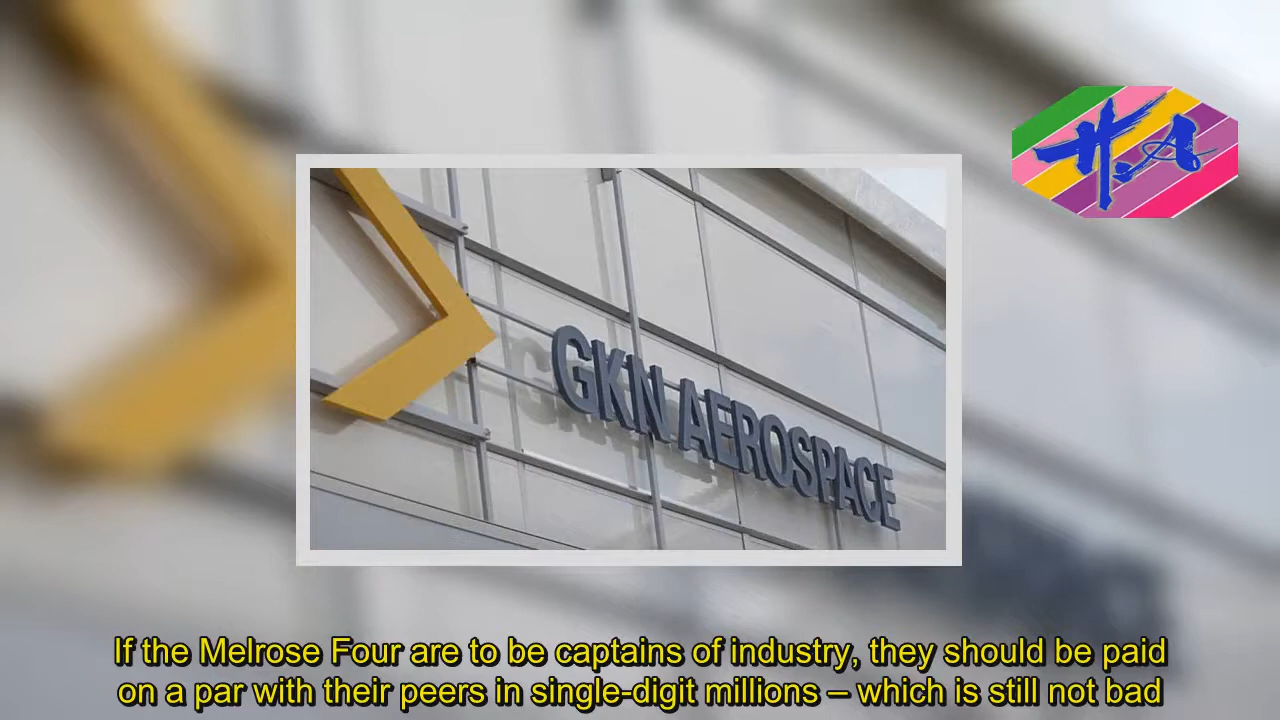 H.A
GKN AEROSPACE
If the Melrose Four are to be captains of industry, they should be paid
on a par with their peers in single-digit millions – which is still not bad